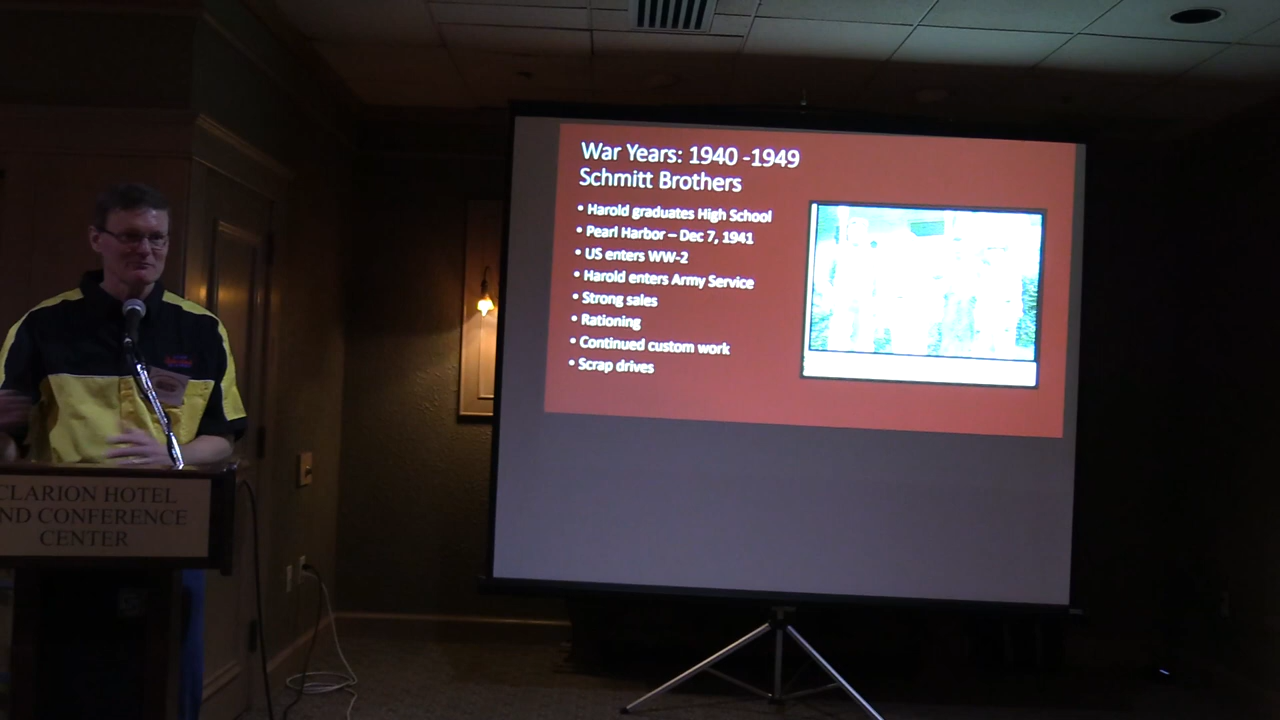 War Years: 1940 -1949
Schmitt Brothers
• Harold graduates High School
• Pearl Harbor – Dec 7, 1941
• US enters WW-2
• Harold enters Army Service
• Strong sales
• Rationing
• Continued custom work
• Scrap drives
CLARION HOTEL
ND CONFERENCE
CENTER